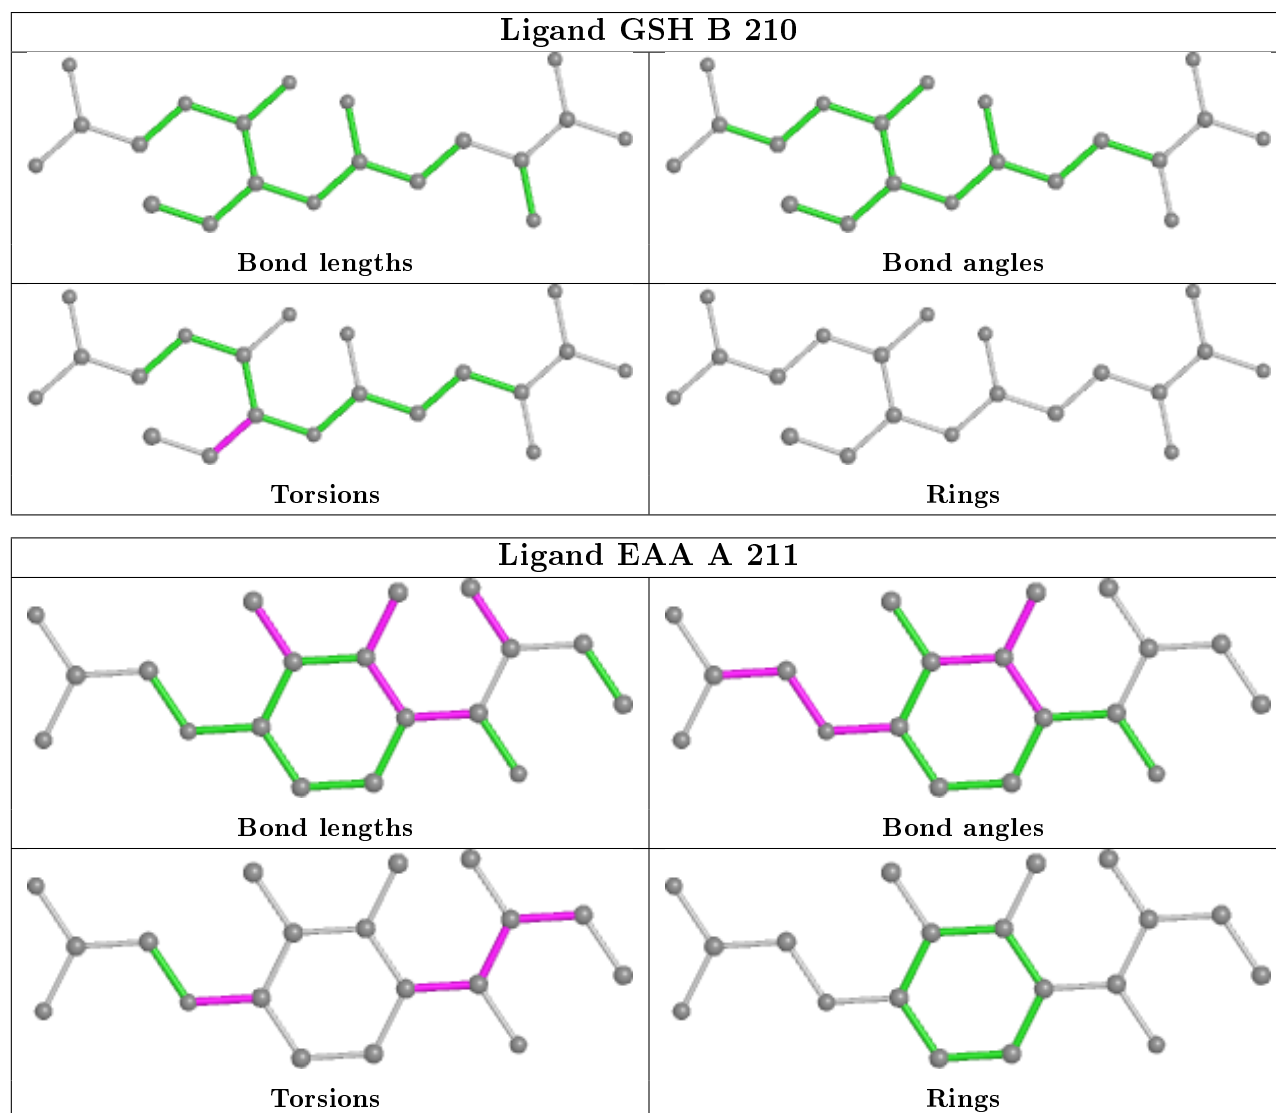 Ligand GSH B 210
Bond lengths
Bond angles
Torsions
Rings
Ligand EAA A 211
Bond lengths
Bond angles
Torsions
Rings